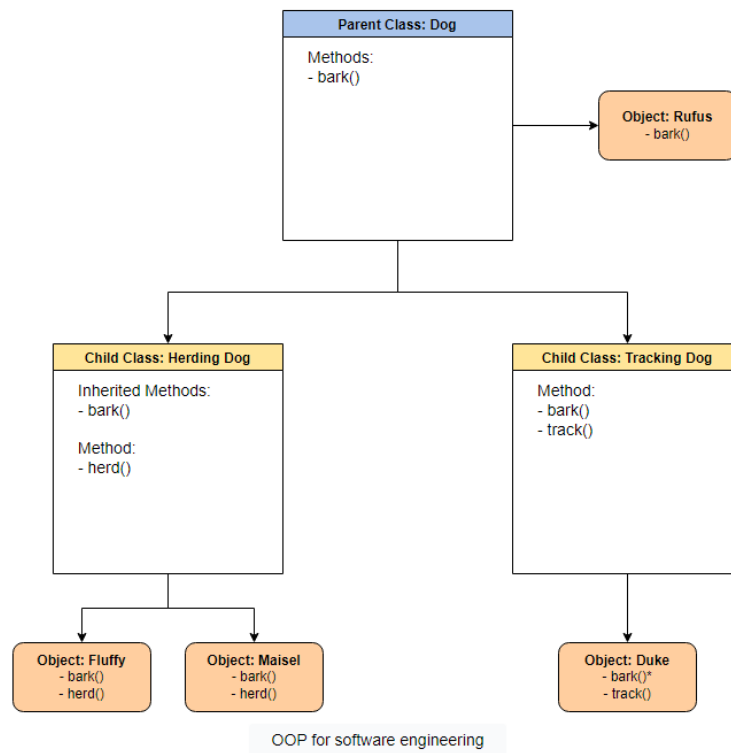 Parent Class: Dog
Methods:
- bark()
Object: Rufus
- bark()
Child Class: Herding Dog
Inherited Methods:
- bark()
Method:
- herd()
Child Class: Tracking Dog
Method:
- bark()
- track()
Object: Fluffy
- bark()
- herd()
Object: Maisel
- bark()
- herd()
Object: Duke
- bark()*
- track()
OOP for software engineering